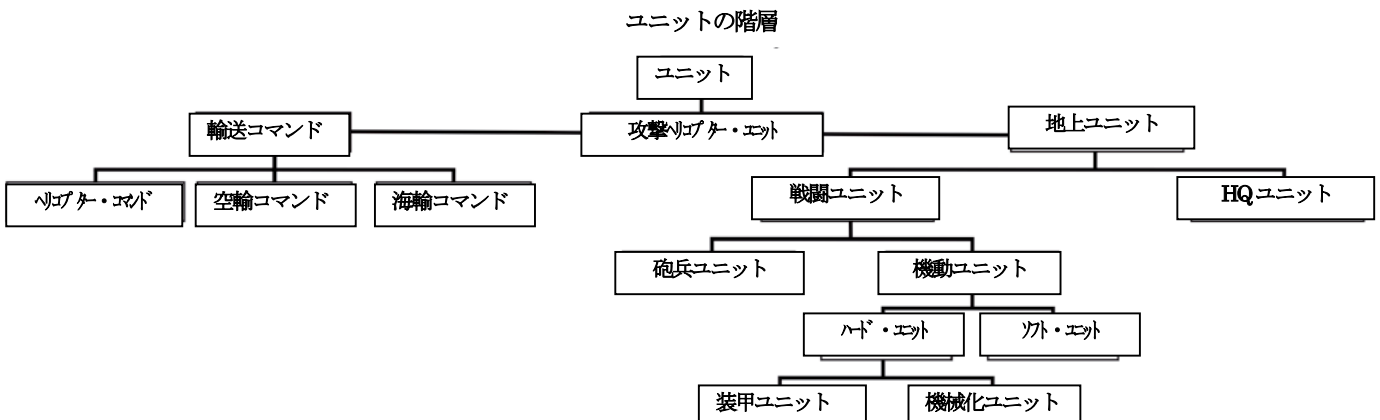 ユニットの階層
ユニット
輸送コマンド
攻撃ヘリコプター・ユニット
地上ユニット
ヘリコプター・コマンド
空輸コマンド
海輸コマンド
戦闘ユニット
HQユニット
砲兵ユニット
機動ユニット
ハード・ユニット
ソフト・ユニット
装甲ユニット
機械化ユニット